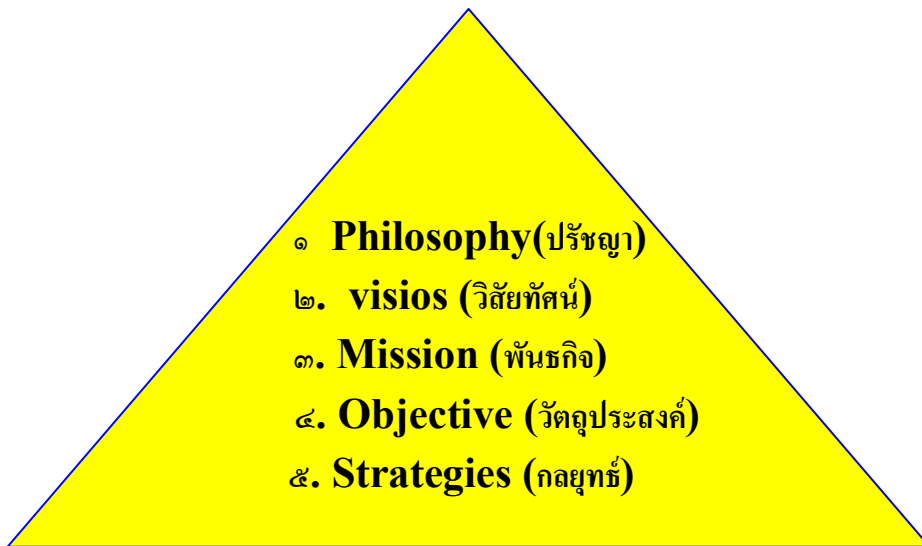 ๑ Philosophy(ปรัชญา)
๒. visios (วิสัยทัศน์)
๓. Mission (พันธกิจ)
๔. Objective (วัตถุประสงค์)
๕. Strategies (กลยุทธ์)